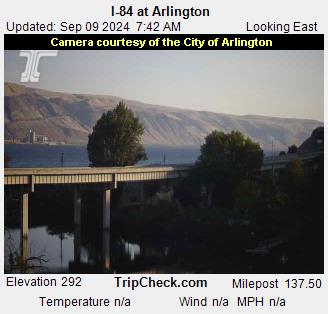 I-84 at Arlington
Updated: Sep 09 2024 7:42 AM Looking East
Camera courtesy of the City of Arlington
Elevation 292 TripCheck.com Milepost 137.50
Temperature n/a Wind n/a MPH n/a